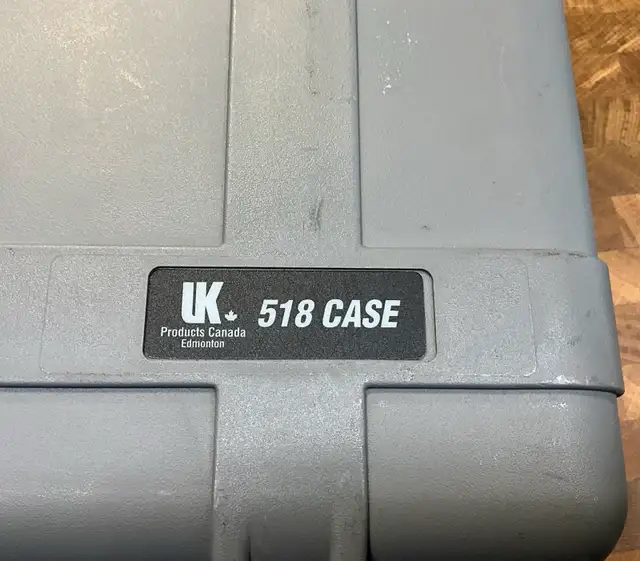 UK
518 CASE
Products Canada
Edmonton